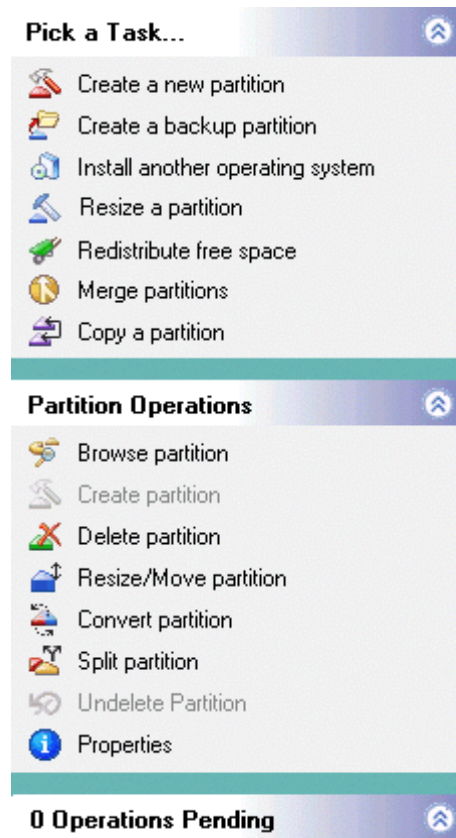 Pick a Task...
Create a new partition
Create a backup partition
Install another operating system
Resize a partition
Redistribute free space
Merge partitions
Copy a partition
Partition Operations
Browse partition
Create partition
Delete partition
Resize/Move partition
Convert partition
Split partition
Undelete Partition
Properties
0 Operations Pending